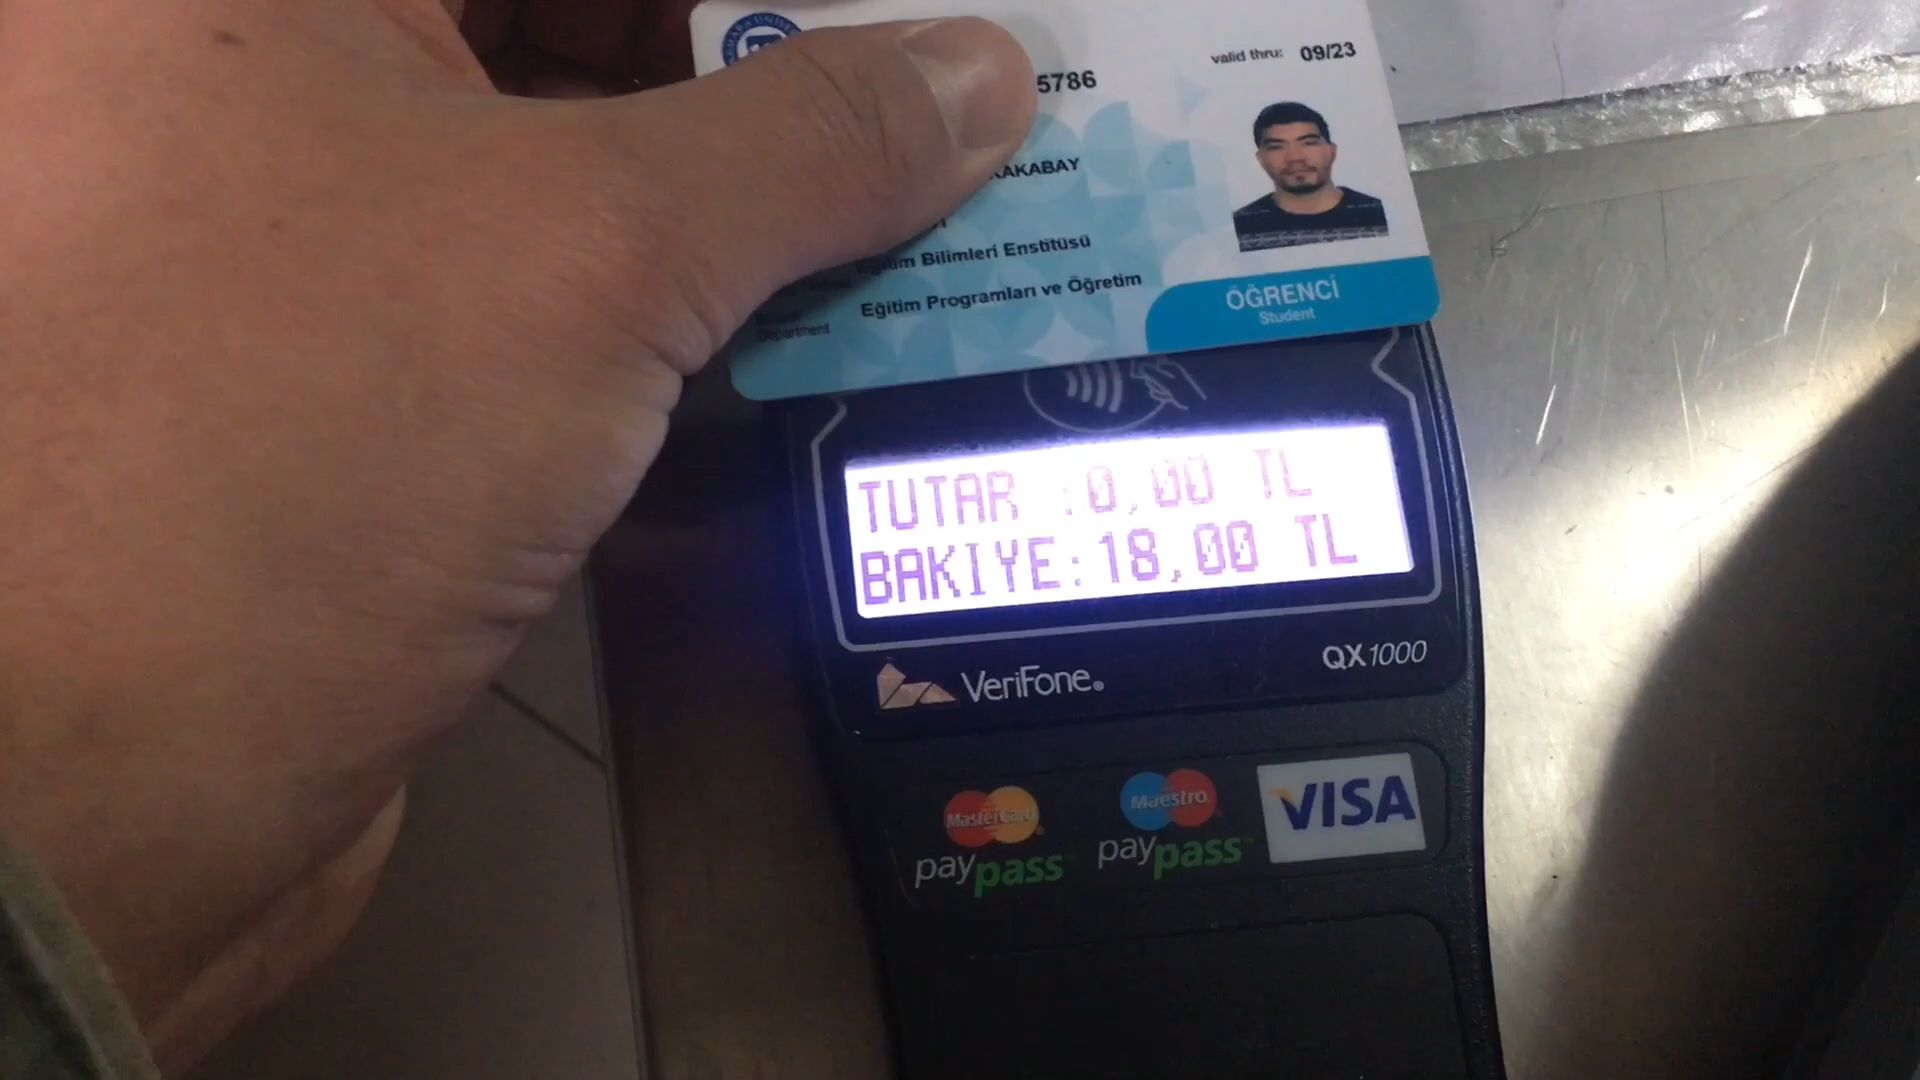 valid thru: 09/23
5786
Eğitim Bilimleri Enstitüsü
Eğitim Programları ve Öğretim
Department
ÖĞRENCİ
Student
TUTAR :0,00 TL
BAKIYE:18,00 TL
VeriFone®
QX1000
MasterCard
paypass
Maestro
paypass
VISA